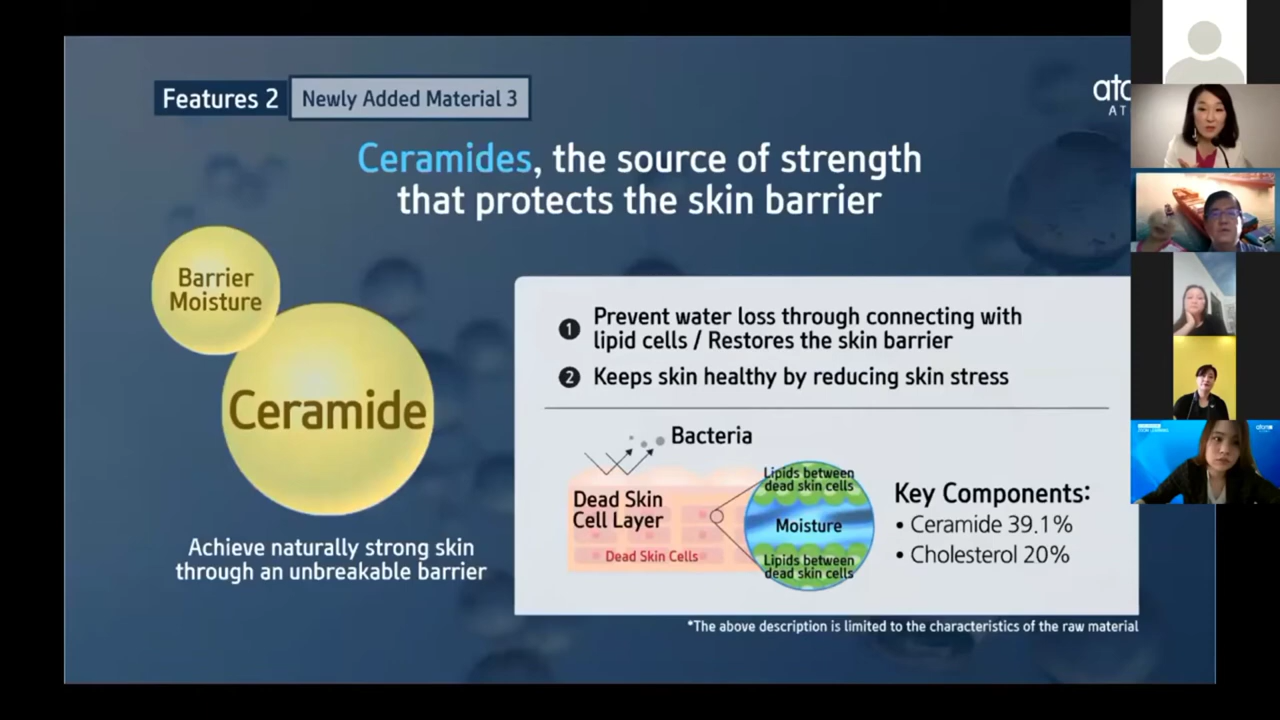 Features 2
Newly Added Material 3
Ceramides, the source of strength
that protects the skin barrier
Barrier
Moisture
Ceramide
Achieve naturally strong skin
through an unbreakable barrier
❶ Prevent water loss through connecting with
lipid cells / Restores the skin barrier
❷ Keeps skin healthy by reducing skin stress
Bacteria
Dead Skin
Cell Layer
Dead Skin Cells
Lipids between
dead skin cells
Moisture
Lipids between
dead skin cells
Key Components:
• Ceramide 39.1%
• Cholesterol 20%
*The above description is limited to the characteristics of the raw material